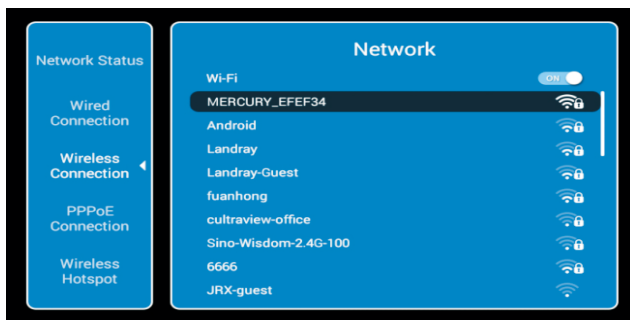 Network Status
Wired
Connection
Wireless
Connection
PPPoE
Connection
Wireless
Hotspot
Network
Wi-Fi
ON
MERCURY_EFEF34
Android
Landray
Landray-Guest
fuanhong
cultraview-office
Sino-Wisdom-2.4G-100
6666
JRX-guest